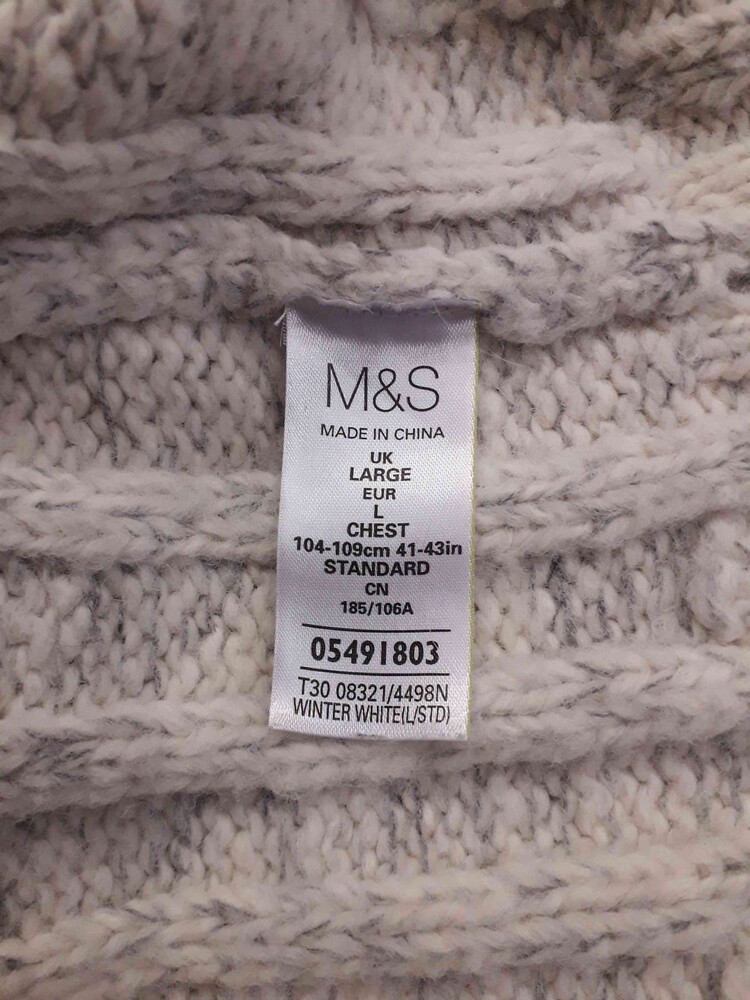 M&S
MADE IN CHINA
UK
LARGE
EUR
L
CHEST
104-109cm 41-43in
STANDARD
CN
185/106A
05491803
T30 08321/4498N
WINTER WHITE(L/STD)